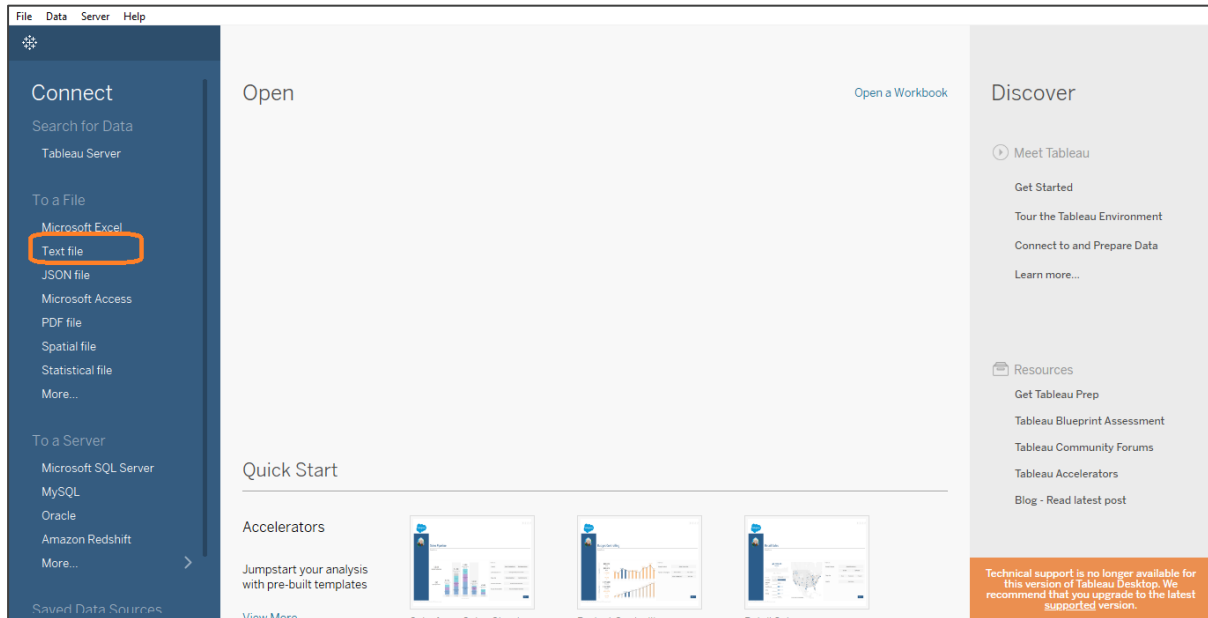 File Data Server Help
Connect
Search for Data
Tableau Server
To a File
Microsoft Excel
Text file
JSON file
Microsoft Access
PDF file
Spatial file
Statistical file
More...
To a Server
Microsoft SQL Server
MySQL
Oracle
Amazon Redshift
More...
Saved Data Sources
Open
Open a Workbook
Quick Start
Accelerators
Jumpstart your analysis
with pre-built templates
View More
Discover
Meet Tableau
Get Started
Tour the Tableau Environment
Connect to and Prepare Data
Learn more...
Resources
Get Tableau Prep
Tableau Blueprint Assessment
Tableau Community Forums
Tableau Accelerators
Blog - Read latest post
Technical support is no longer available for
this version of Tableau Desktop. We
recommend that you upgrade to the latest
supported version.